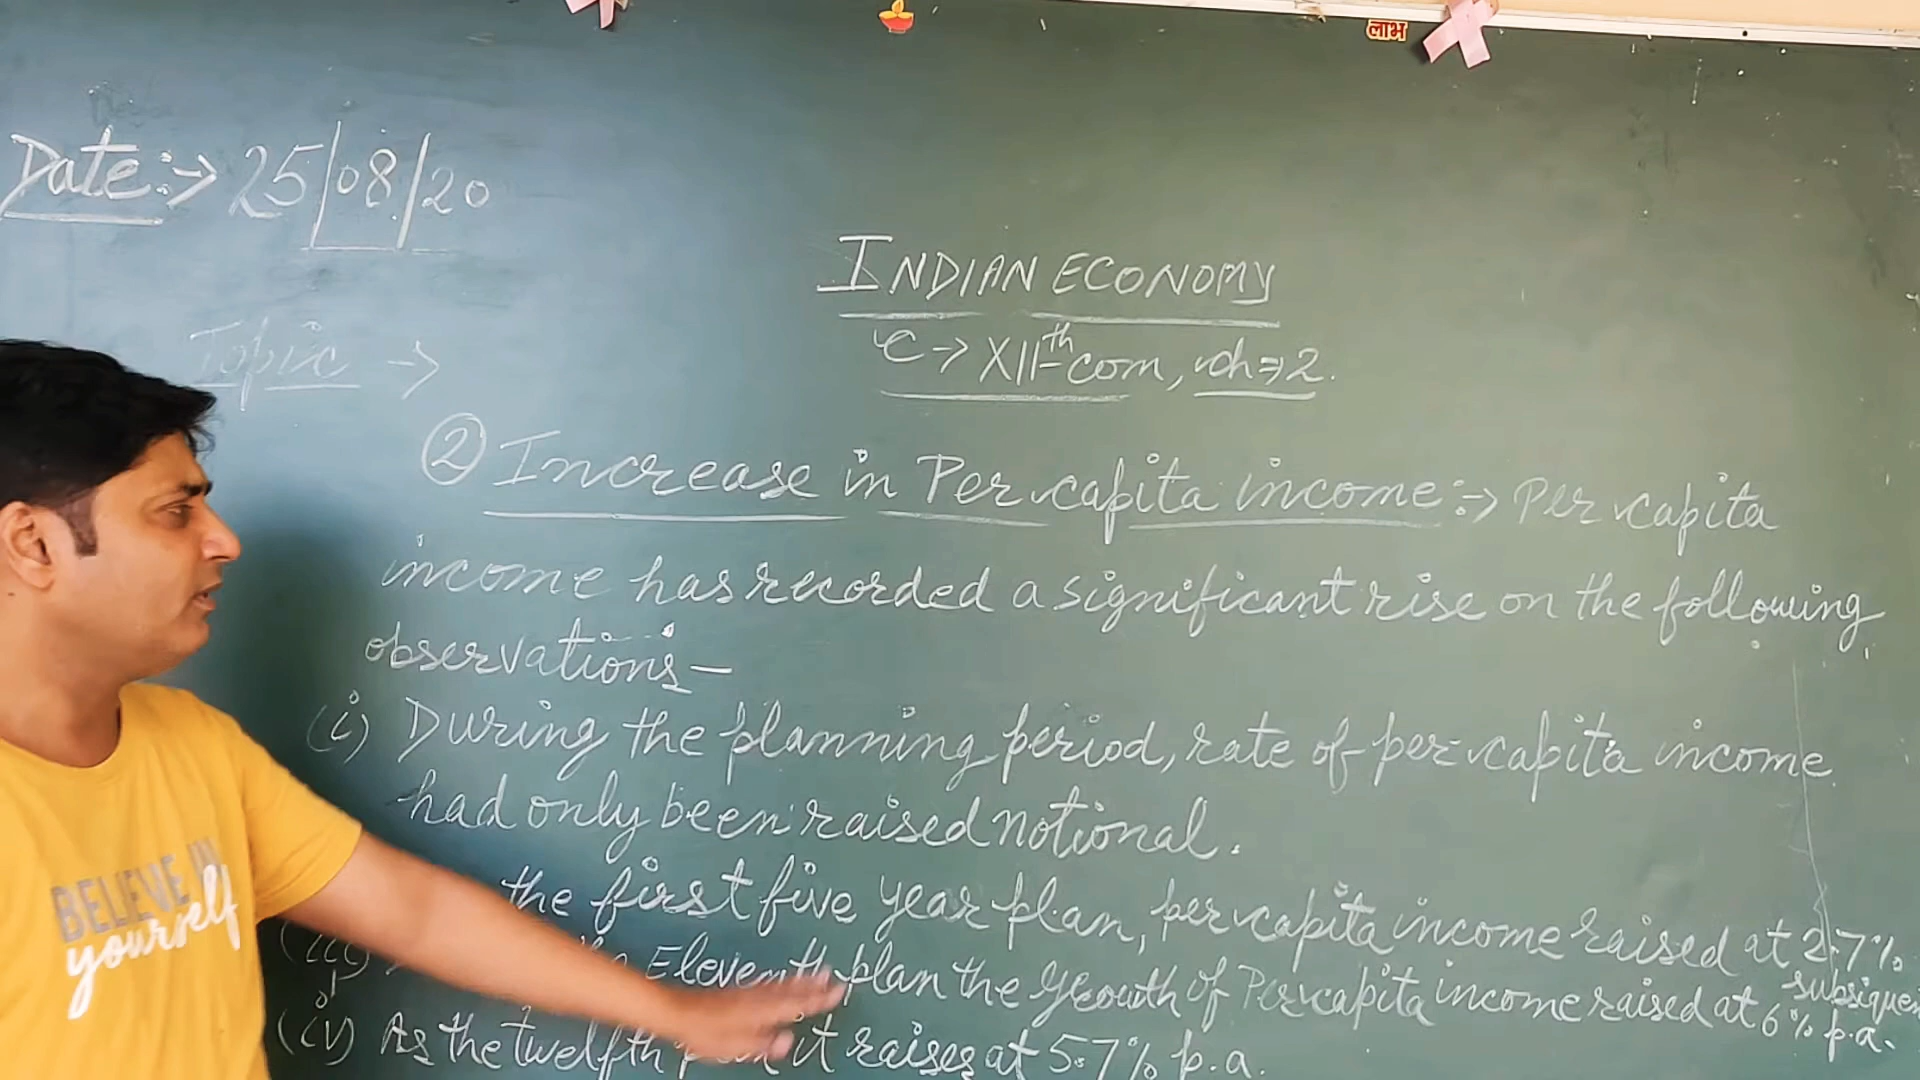 लाभ
Date:→ 25/08/20
INDIAN ECONOMY
C → XIIth com, ch⇒2.
Topic →
② Increase in Per capita income:→ Per capita
income has recorded a significant rise on the following
observations—
(i) During the planning period, rate of per capita income
had only been raised notional.
the first five year plan, per capita income raised at 2.7%
(iii) Eleventh plan the growth of Per capita income raised at 6% p.a.
(iv) As the twelfth it raises at 5.7% p.a.
BELIEVE IN
yourself